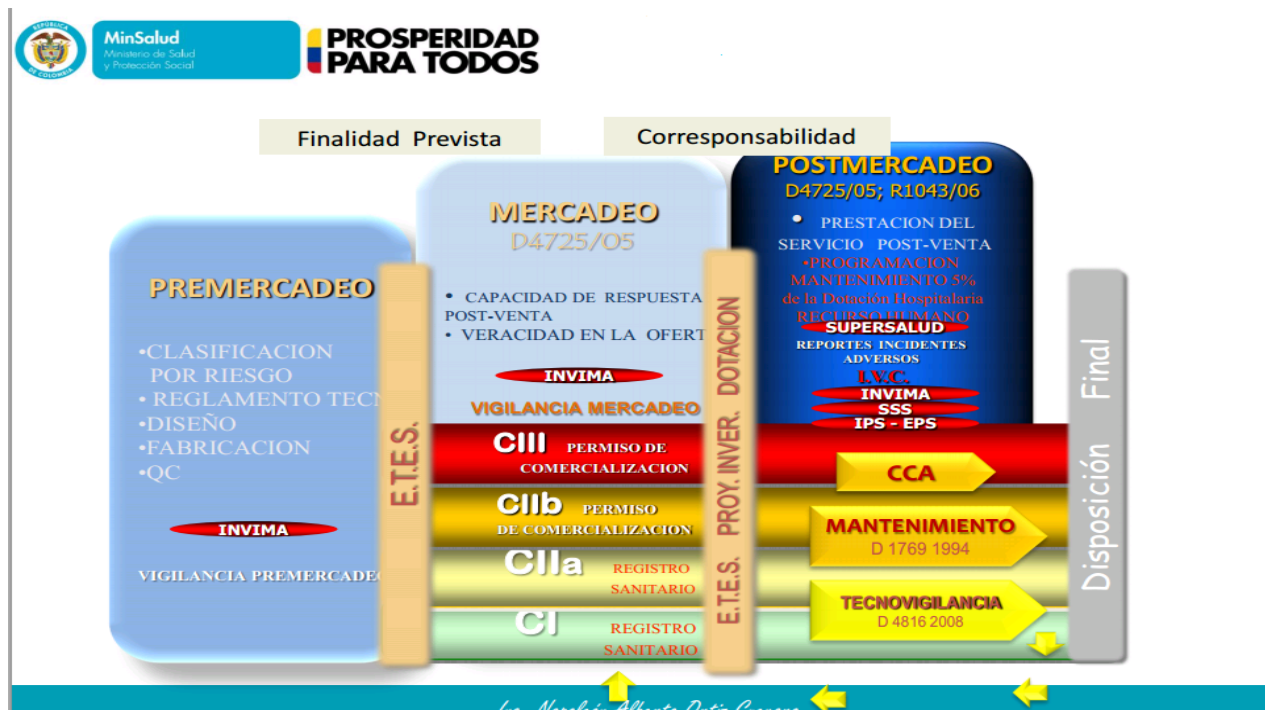 REPÚBLICA
DE COLOMBIA
MinSalud
Ministerio de Salud
y Protección Social
PROSPERIDAD
PARA TODOS
Finalidad Prevista
Corresponsabilidad
PREMERCADEO
•CLASIFICACION
POR RIESGO
• REGLAMENTO TECN
•DISEÑO
•FABRICACION
•QC
INVIMA
VIGILANCIA PREMERCADE
E.T.E.S.
MERCADEO
D4725/05
• CAPACIDAD DE RESPUESTA
POST-VENTA
• VERACIDAD EN LA OFERT
INVIMA
VIGILANCIA MERCADEO
CIII PERMISO DE
COMERCIALIZACION
CIIb PERMISO
DE COMERCIALIZACION
CIIa REGISTRO
SANITARIO
CI REGISTRO
SANITARIO
E.T.E.S. PROY. INVER. DOTACION
POSTMERCADEO
D4725/05; R1043/06
• PRESTACION DEL
SERVICIO POST-VENTA
•PROGRAMACION
MANTENIMIENTO 5%
de la Dotación Hospitalaria
RECURSO HUMANO
SUPERSALUD
REPORTES INCIDENTES
ADVERSOS
I.V.C.
INVIMA
SSS
IPS - EPS
CCA
MANTENIMIENTO
D 1769 1994
TECNOVIGILANCIA
D 4816 2008
Disposición Final